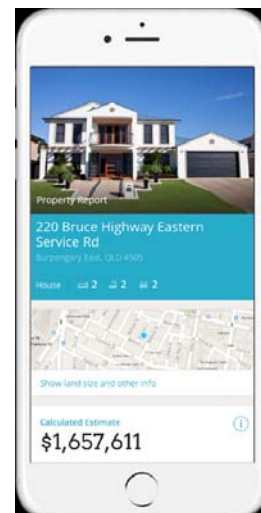 Property Report
220 Bruce Highway Eastern
Service Rd
Burpengary East, QLD 4505
House 2 2 2
Show land size and other info
Calculated Estimate
$1,657,611